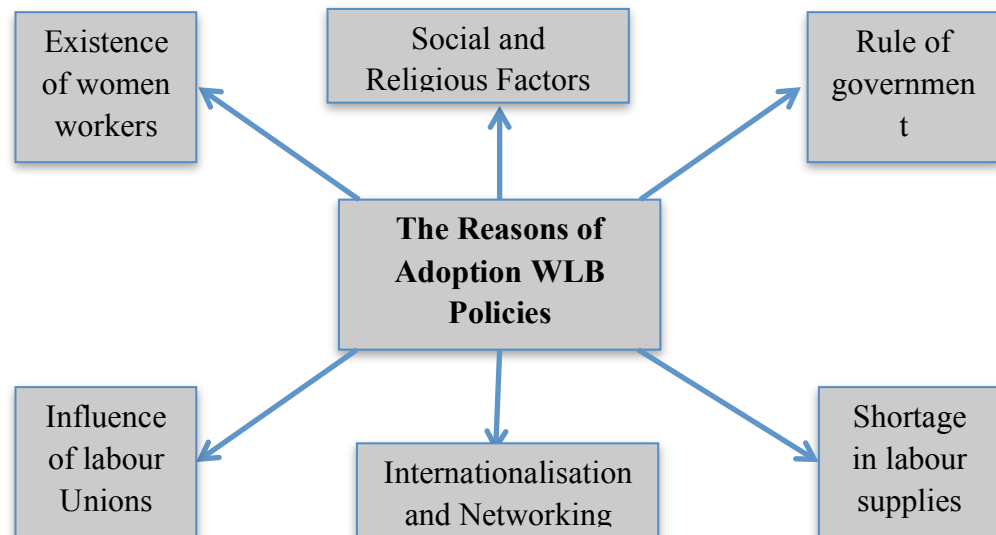 Existence
of women
workers
Social and
Religious Factors
Rule of
governmen
t
The Reasons of
Adoption WLB
Policies
Influence
of labour
Unions
Internationalisation
and Networking
Shortage
in labour
supplies